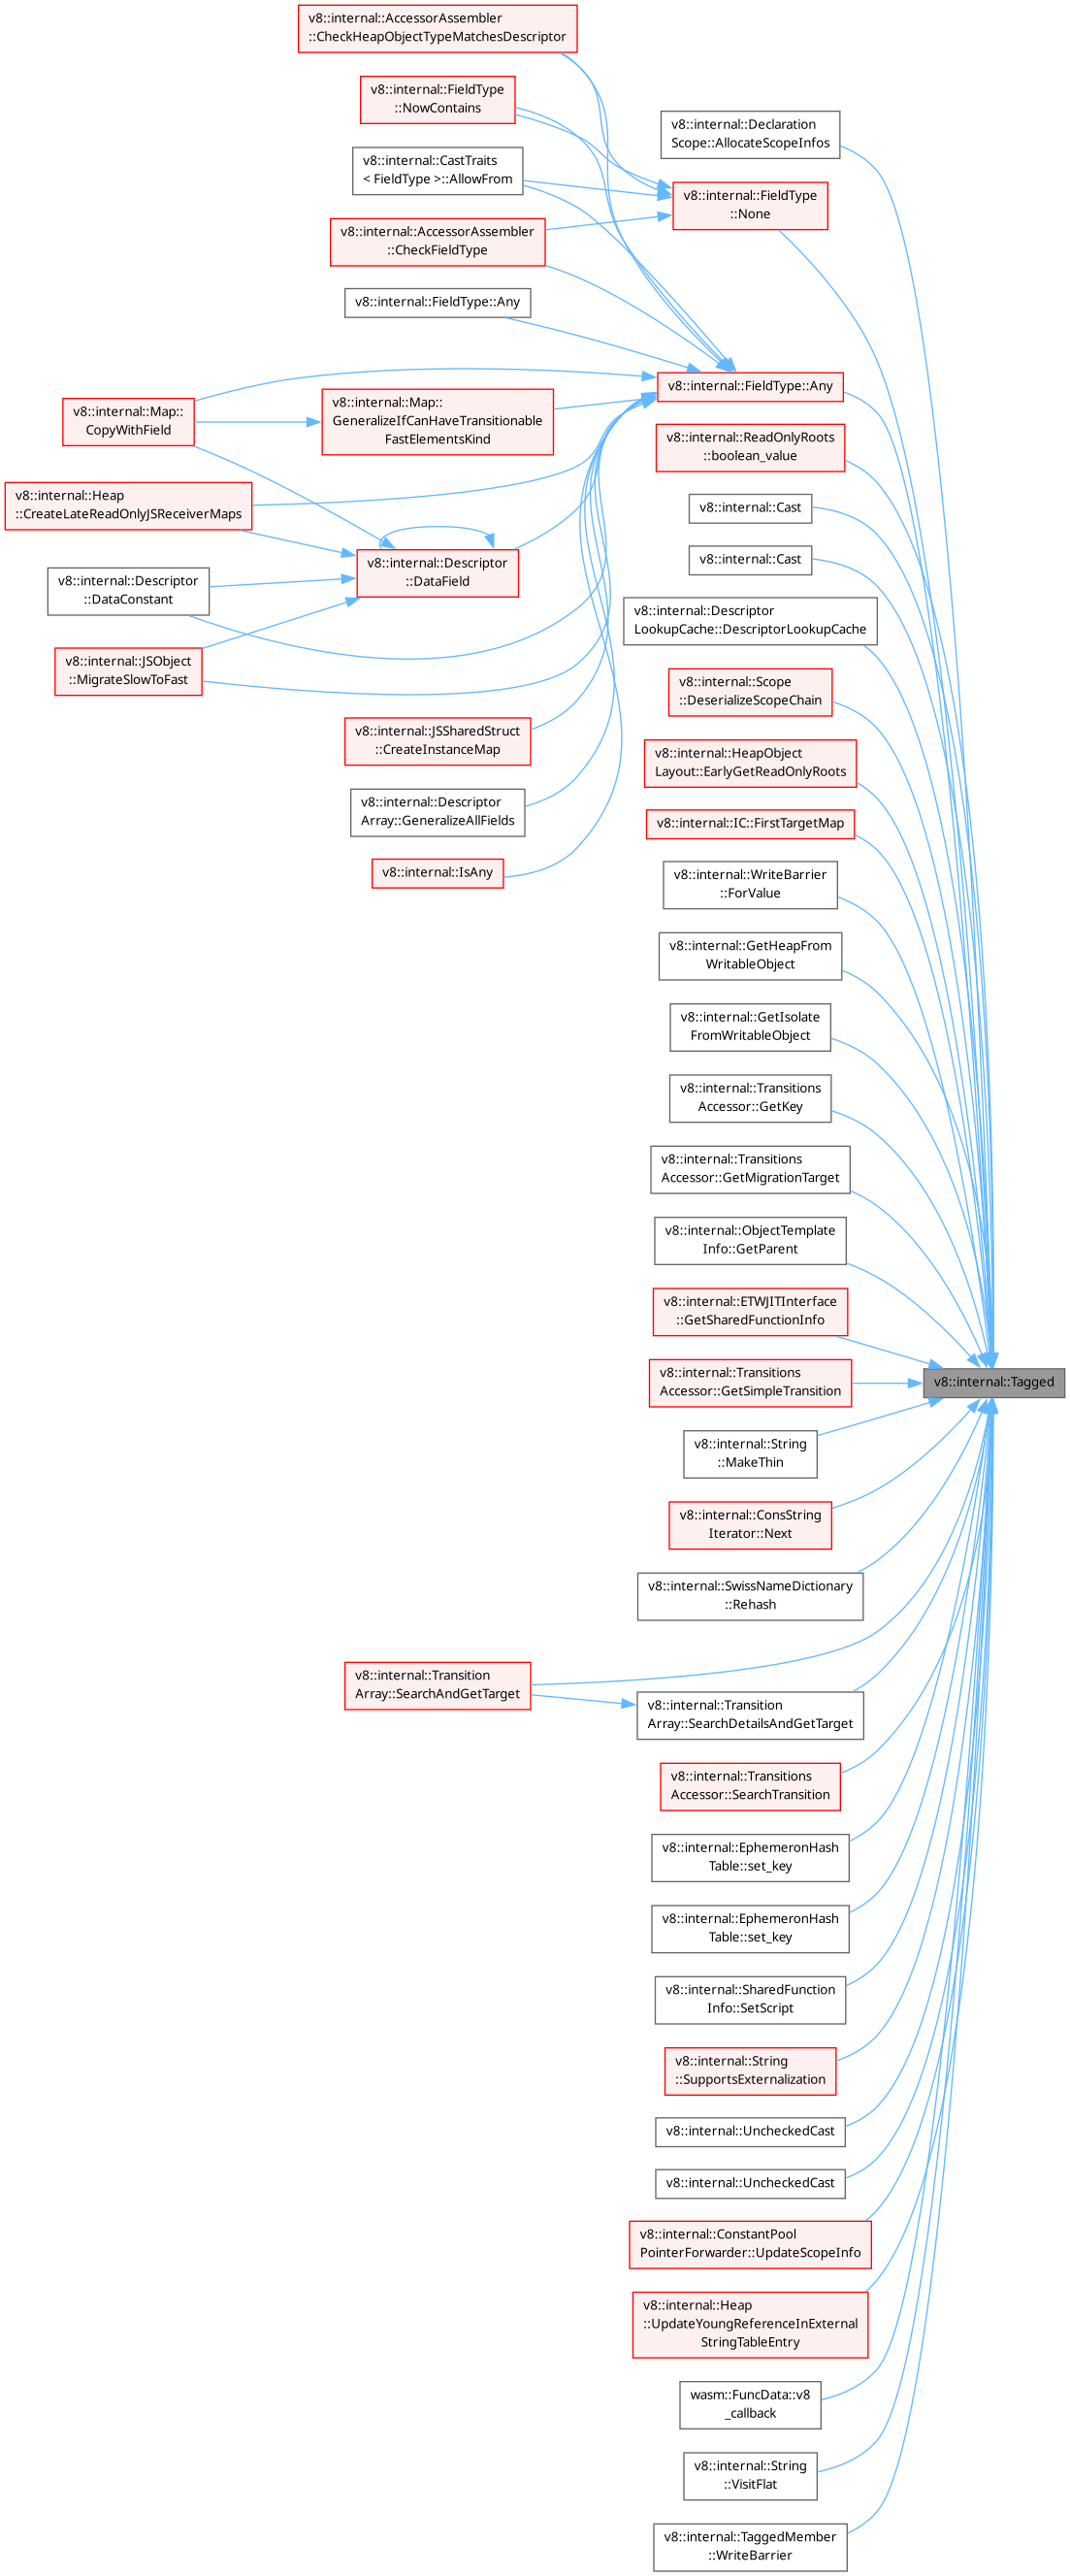 v8::internal::AccessorAssembler
::CheckHeapObjectTypeMatchesDescriptor
v8::internal::FieldType
::NowContains
v8::internal::CastTraits
< FieldType >::AllowFrom
v8::internal::AccessorAssembler
::CheckFieldType
v8::internal::FieldType::Any
v8::internal::Map::
CopyWithField
v8::internal::Map::
GeneralizeIfCanHaveTransitionable
FastElementsKind
v8::internal::Heap
::CreateLateReadOnlyJSReceiverMaps
v8::internal::Descriptor
::DataField
v8::internal::Descriptor
::DataConstant
v8::internal::JSObject
::MigrateSlowToFast
v8::internal::JSSharedStruct
::CreateInstanceMap
v8::internal::Descriptor
Array::GeneralizeAllFields
v8::internal::IsAny
v8::internal::Declaration
Scope::AllocateScopeInfos
v8::internal::FieldType
::None
v8::internal::FieldType::Any
v8::internal::ReadOnlyRoots
::boolean_value
v8::internal::Cast
v8::internal::Cast
v8::internal::Descriptor
LookupCache::DescriptorLookupCache
v8::internal::Scope
::DeserializeScopeChain
v8::internal::HeapObject
Layout::EarlyGetReadOnlyRoots
v8::internal::IC::FirstTargetMap
v8::internal::WriteBarrier
::ForValue
v8::internal::GetHeapFrom
WritableObject
v8::internal::GetIsolate
FromWritableObject
v8::internal::Transitions
Accessor::GetKey
v8::internal::Transitions
Accessor::GetMigrationTarget
v8::internal::ObjectTemplate
Info::GetParent
v8::internal::ETWJITInterface
::GetSharedFunctionInfo
v8::internal::Transitions
Accessor::GetSimpleTransition
v8::internal::Tagged
v8::internal::String
::MakeThin
v8::internal::ConsString
Iterator::Next
v8::internal::SwissNameDictionary
::Rehash
v8::internal::Transition
Array::SearchAndGetTarget
v8::internal::Transition
Array::SearchDetailsAndGetTarget
v8::internal::Transitions
Accessor::SearchTransition
v8::internal::EphemeronHash
Table::set_key
v8::internal::EphemeronHash
Table::set_key
v8::internal::SharedFunction
Info::SetScript
v8::internal::String
::SupportsExternalization
v8::internal::UncheckedCast
v8::internal::UncheckedCast
v8::internal::ConstantPool
PointerForwarder::UpdateScopeInfo
v8::internal::Heap
::UpdateYoungReferenceInExternal
StringTableEntry
wasm::FuncData::v8
_callback
v8::internal::String
::VisitFlat
v8::internal::TaggedMember
::WriteBarrier